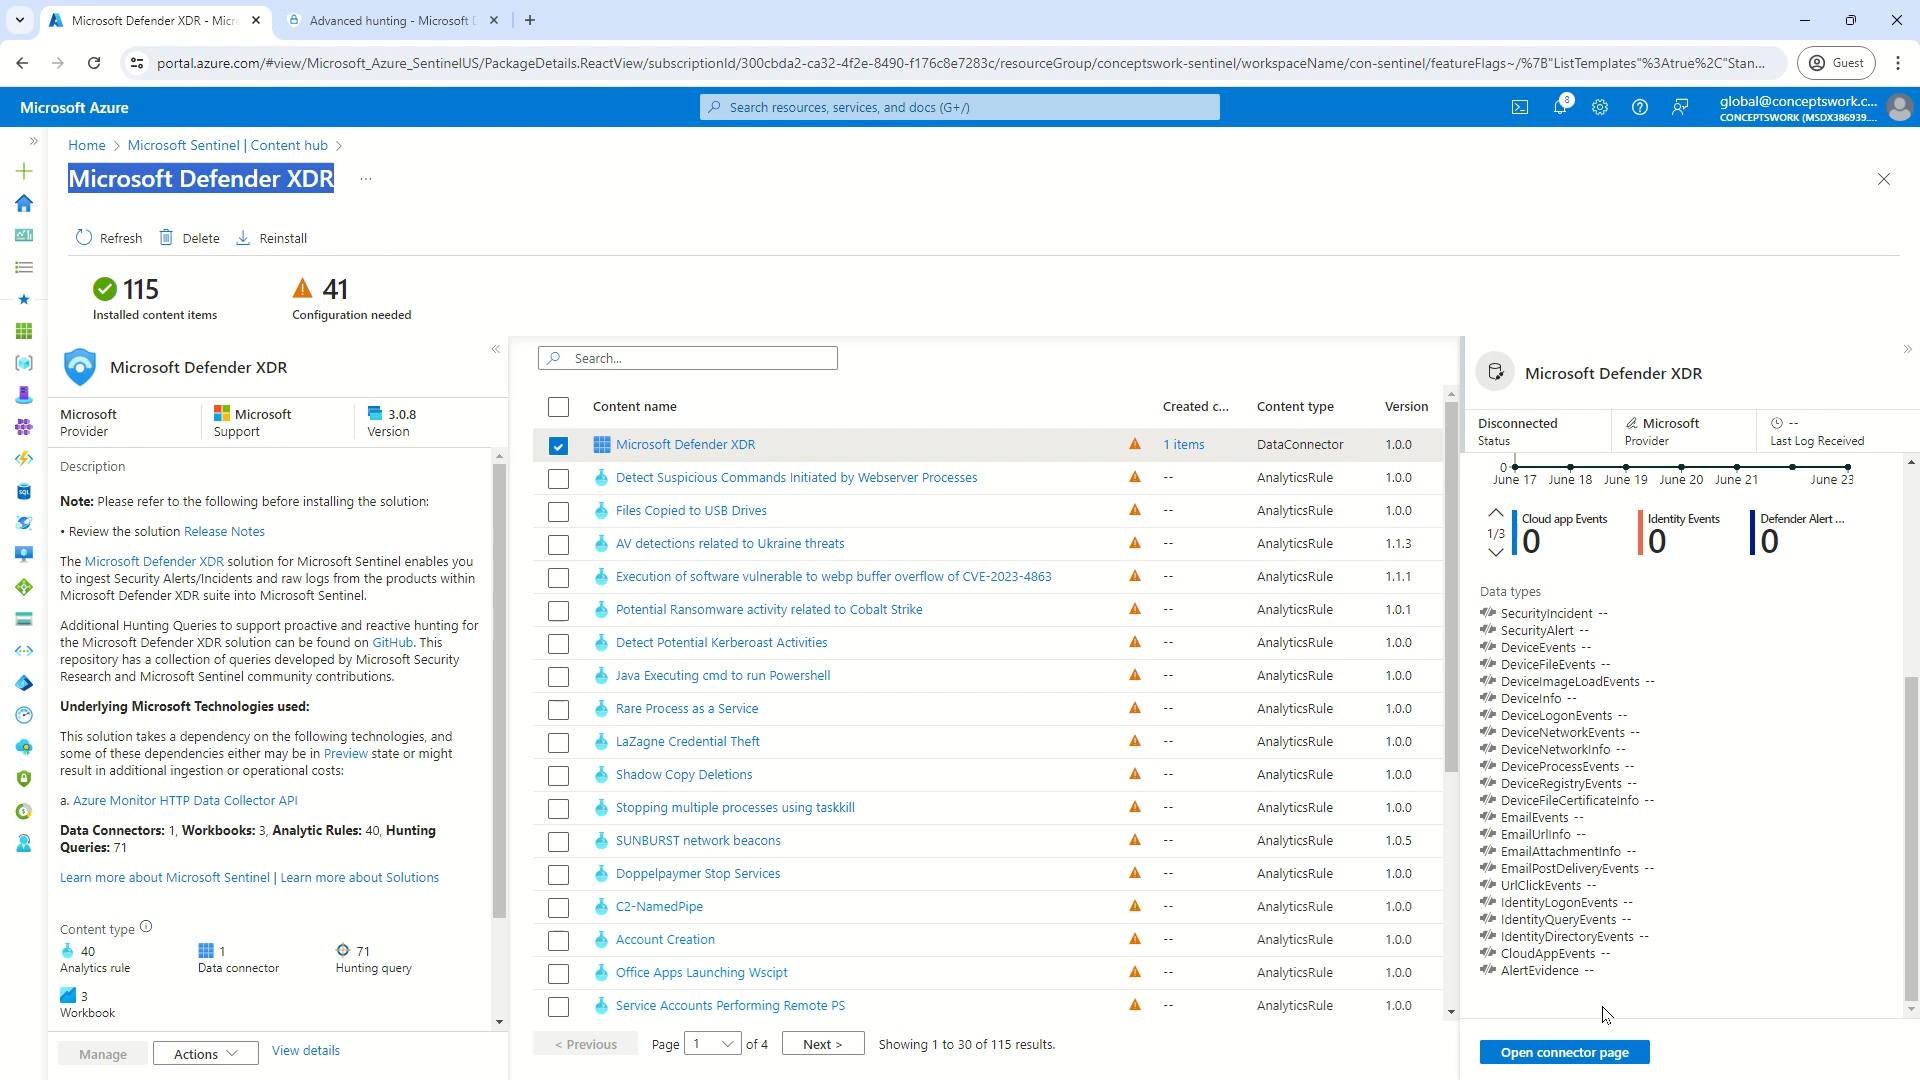 Microsoft Defender XDR - Micr
Advanced hunting - Microsoft D
portal.azure.com/#view/Microsoft_Azure_SentinelUS/PackageDetails.ReactView/subscriptionId/300cbda2-ca32-4f2e-8490-f176c8e7283c/resourceGroup/conceptswork-sentinel/workspaceName/con-sentinel/featureFlags~/%7B"ListTemplates"%3Atrue%2C"Stan...
Guest
Microsoft Azure
Search resources, services, and docs (G+/)
8
global@conceptswork.c...
CONCEPTSWORK (MSDX386939....
Home > Microsoft Sentinel | Content hub >
Microsoft Defender XDR ...
Refresh Delete Reinstall
115
Installed content items
41
Configuration needed
Microsoft Defender XDR
Microsoft
Provider
Microsoft
Support
3.0.8
Version
Description
Note: Please refer to the following before installing the solution:
• Review the solution Release Notes
The Microsoft Defender XDR solution for Microsoft Sentinel enables you
to ingest Security Alerts/Incidents and raw logs from the products within
Microsoft Defender XDR suite into Microsoft Sentinel.
Additional Hunting Queries to support proactive and reactive hunting for
the Microsoft Defender XDR solution can be found on GitHub. This
repository has a collection of queries developed by Microsoft Security
Research and Microsoft Sentinel community contributions.
Underlying Microsoft Technologies used:
This solution takes a dependency on the following technologies, and
some of these dependencies either may be in Preview state or might
result in additional ingestion or operational costs:
a. Azure Monitor HTTP Data Collector API
Data Connectors: 1, Workbooks: 3, Analytic Rules: 40, Hunting
Queries: 71
Learn more about Microsoft Sentinel | Learn more about Solutions
Content type
40
Analytics rule
1
Data connector
71
Hunting query
3
Workbook
Manage Actions View details
Search...
Content name Created c... Content type Version
Microsoft Defender XDR 1 items DataConnector 1.0.0
Detect Suspicious Commands Initiated by Webserver Processes -- AnalyticsRule 1.0.0
Files Copied to USB Drives -- AnalyticsRule 1.0.0
AV detections related to Ukraine threats -- AnalyticsRule 1.1.3
Execution of software vulnerable to webp buffer overflow of CVE-2023-4863 -- AnalyticsRule 1.1.1
Potential Ransomware activity related to Cobalt Strike -- AnalyticsRule 1.0.1
Detect Potential Kerberoast Activities -- AnalyticsRule 1.0.0
Java Executing cmd to run Powershell -- AnalyticsRule 1.0.0
Rare Process as a Service -- AnalyticsRule 1.0.0
LaZagne Credential Theft -- AnalyticsRule 1.0.0
Shadow Copy Deletions -- AnalyticsRule 1.0.0
Stopping multiple processes using taskkill -- AnalyticsRule 1.0.0
SUNBURST network beacons -- AnalyticsRule 1.0.5
Doppelpaymer Stop Services -- AnalyticsRule 1.0.0
C2-NamedPipe -- AnalyticsRule 1.0.0
Account Creation -- AnalyticsRule 1.0.0
Office Apps Launching Wscipt -- AnalyticsRule 1.0.0
Service Accounts Performing Remote PS -- AnalyticsRule 1.0.0
< Previous Page 1 of 4 Next > Showing 1 to 30 of 115 results.
Microsoft Defender XDR
Disconnected
Status
Microsoft
Provider
--
Last Log Received
0
June 17 June 18 June 19 June 20 June 21 June 23
1/3
Cloud app Events
0
Identity Events
0
Defender Alert ...
0
Data types
SecurityIncident --
SecurityAlert --
DeviceEvents --
DeviceFileEvents --
DeviceImageLoadEvents --
DeviceInfo --
DeviceLogonEvents --
DeviceNetworkEvents --
DeviceNetworkInfo --
DeviceProcessEvents --
DeviceRegistryEvents --
DeviceFileCertificateInfo --
EmailEvents --
EmailUrlInfo --
EmailAttachmentInfo --
EmailPostDeliveryEvents --
UrlClickEvents --
IdentityLogonEvents --
IdentityQueryEvents --
IdentityDirectoryEvents --
CloudAppEvents --
AlertEvidence --
Open connector page